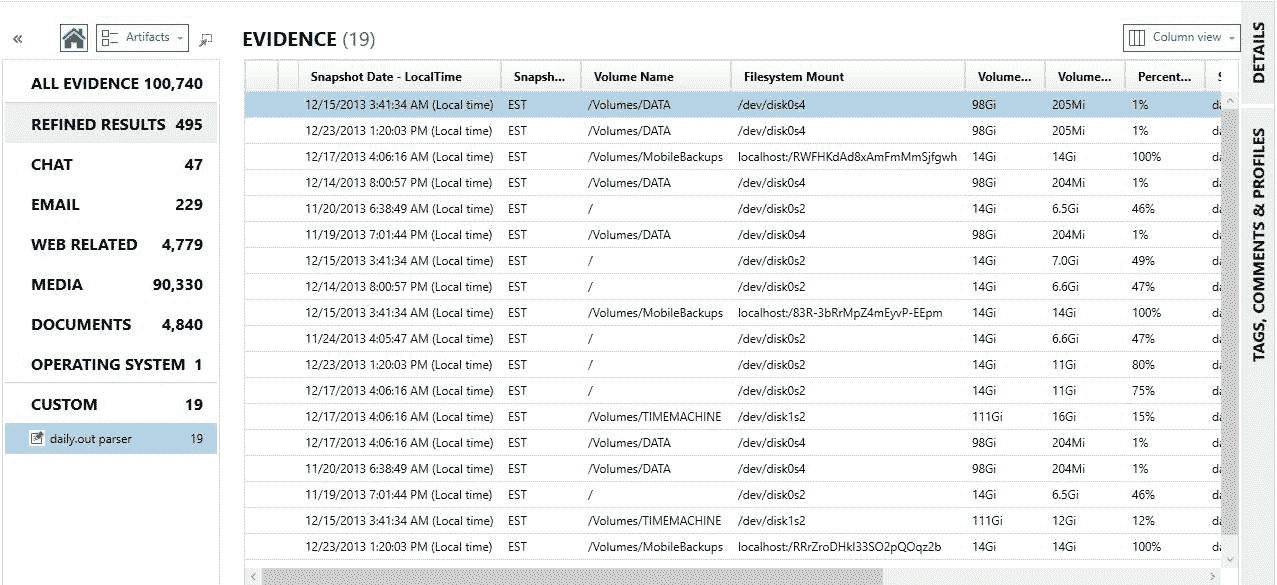 « Artifacts
EVIDENCE (19)
Column view
DETAILS
TAGS, COMMENTS & PROFILES
ALL EVIDENCE 100,740
REFINED RESULTS 495
CHAT 47
EMAIL 229
WEB RELATED 4,779
MEDIA 90,330
DOCUMENTS 4,840
OPERATING SYSTEM 1
CUSTOM 19
daily.out parser 19
Snapshot Date - LocalTime Snapsh... Volume Name Filesystem Mount Volume... Volume... Percent... S
12/15/2013 3:41:34 AM (Local time) EST /Volumes/DATA /dev/disk0s4 98Gi 205Mi 1% da
12/23/2013 1:20:03 PM (Local time) EST /Volumes/DATA /dev/disk0s4 98Gi 205Mi 1% da
12/17/2013 4:06:16 AM (Local time) EST /Volumes/MobileBackups localhost:/RWFHKdAd8xAmFmMmSjfgwh 14Gi 14Gi 100% da
12/14/2013 8:00:57 PM (Local time) EST /Volumes/DATA /dev/disk0s4 98Gi 204Mi 1% da
11/20/2013 6:38:49 AM (Local time) EST / /dev/disk0s2 14Gi 6.5Gi 46% da
11/19/2013 7:01:44 PM (Local time) EST /Volumes/DATA /dev/disk0s4 98Gi 204Mi 1% da
12/15/2013 3:41:34 AM (Local time) EST / /dev/disk0s2 14Gi 7.0Gi 49% da
12/14/2013 8:00:57 PM (Local time) EST / /dev/disk0s2 14Gi 6.6Gi 47% da
12/15/2013 3:41:34 AM (Local time) EST /Volumes/MobileBackups localhost:/83R-3bRrMpZ4mEyvP-EEpm 14Gi 14Gi 100% da
11/24/2013 4:05:47 AM (Local time) EST / /dev/disk0s2 14Gi 6.6Gi 47% da
12/23/2013 1:20:03 PM (Local time) EST / /dev/disk0s2 14Gi 11Gi 80% da
12/17/2013 4:06:16 AM (Local time) EST / /dev/disk0s2 14Gi 11Gi 75% da
12/17/2013 4:06:16 AM (Local time) EST /Volumes/TIMEMACHINE /dev/disk1s2 111Gi 16Gi 15% da
12/17/2013 4:06:16 AM (Local time) EST /Volumes/DATA /dev/disk0s4 98Gi 204Mi 1% da
11/20/2013 6:38:49 AM (Local time) EST /Volumes/DATA /dev/disk0s4 98Gi 204Mi 1% da
11/19/2013 7:01:44 PM (Local time) EST / /dev/disk0s2 14Gi 6.5Gi 46% da
12/15/2013 3:41:34 AM (Local time) EST /Volumes/TIMEMACHINE /dev/disk1s2 111Gi 12Gi 12% da
12/23/2013 1:20:03 PM (Local time) EST /Volumes/MobileBackups localhost:/RRrZroDHkI33SO2pQOqz2b 14Gi 14Gi 100% da